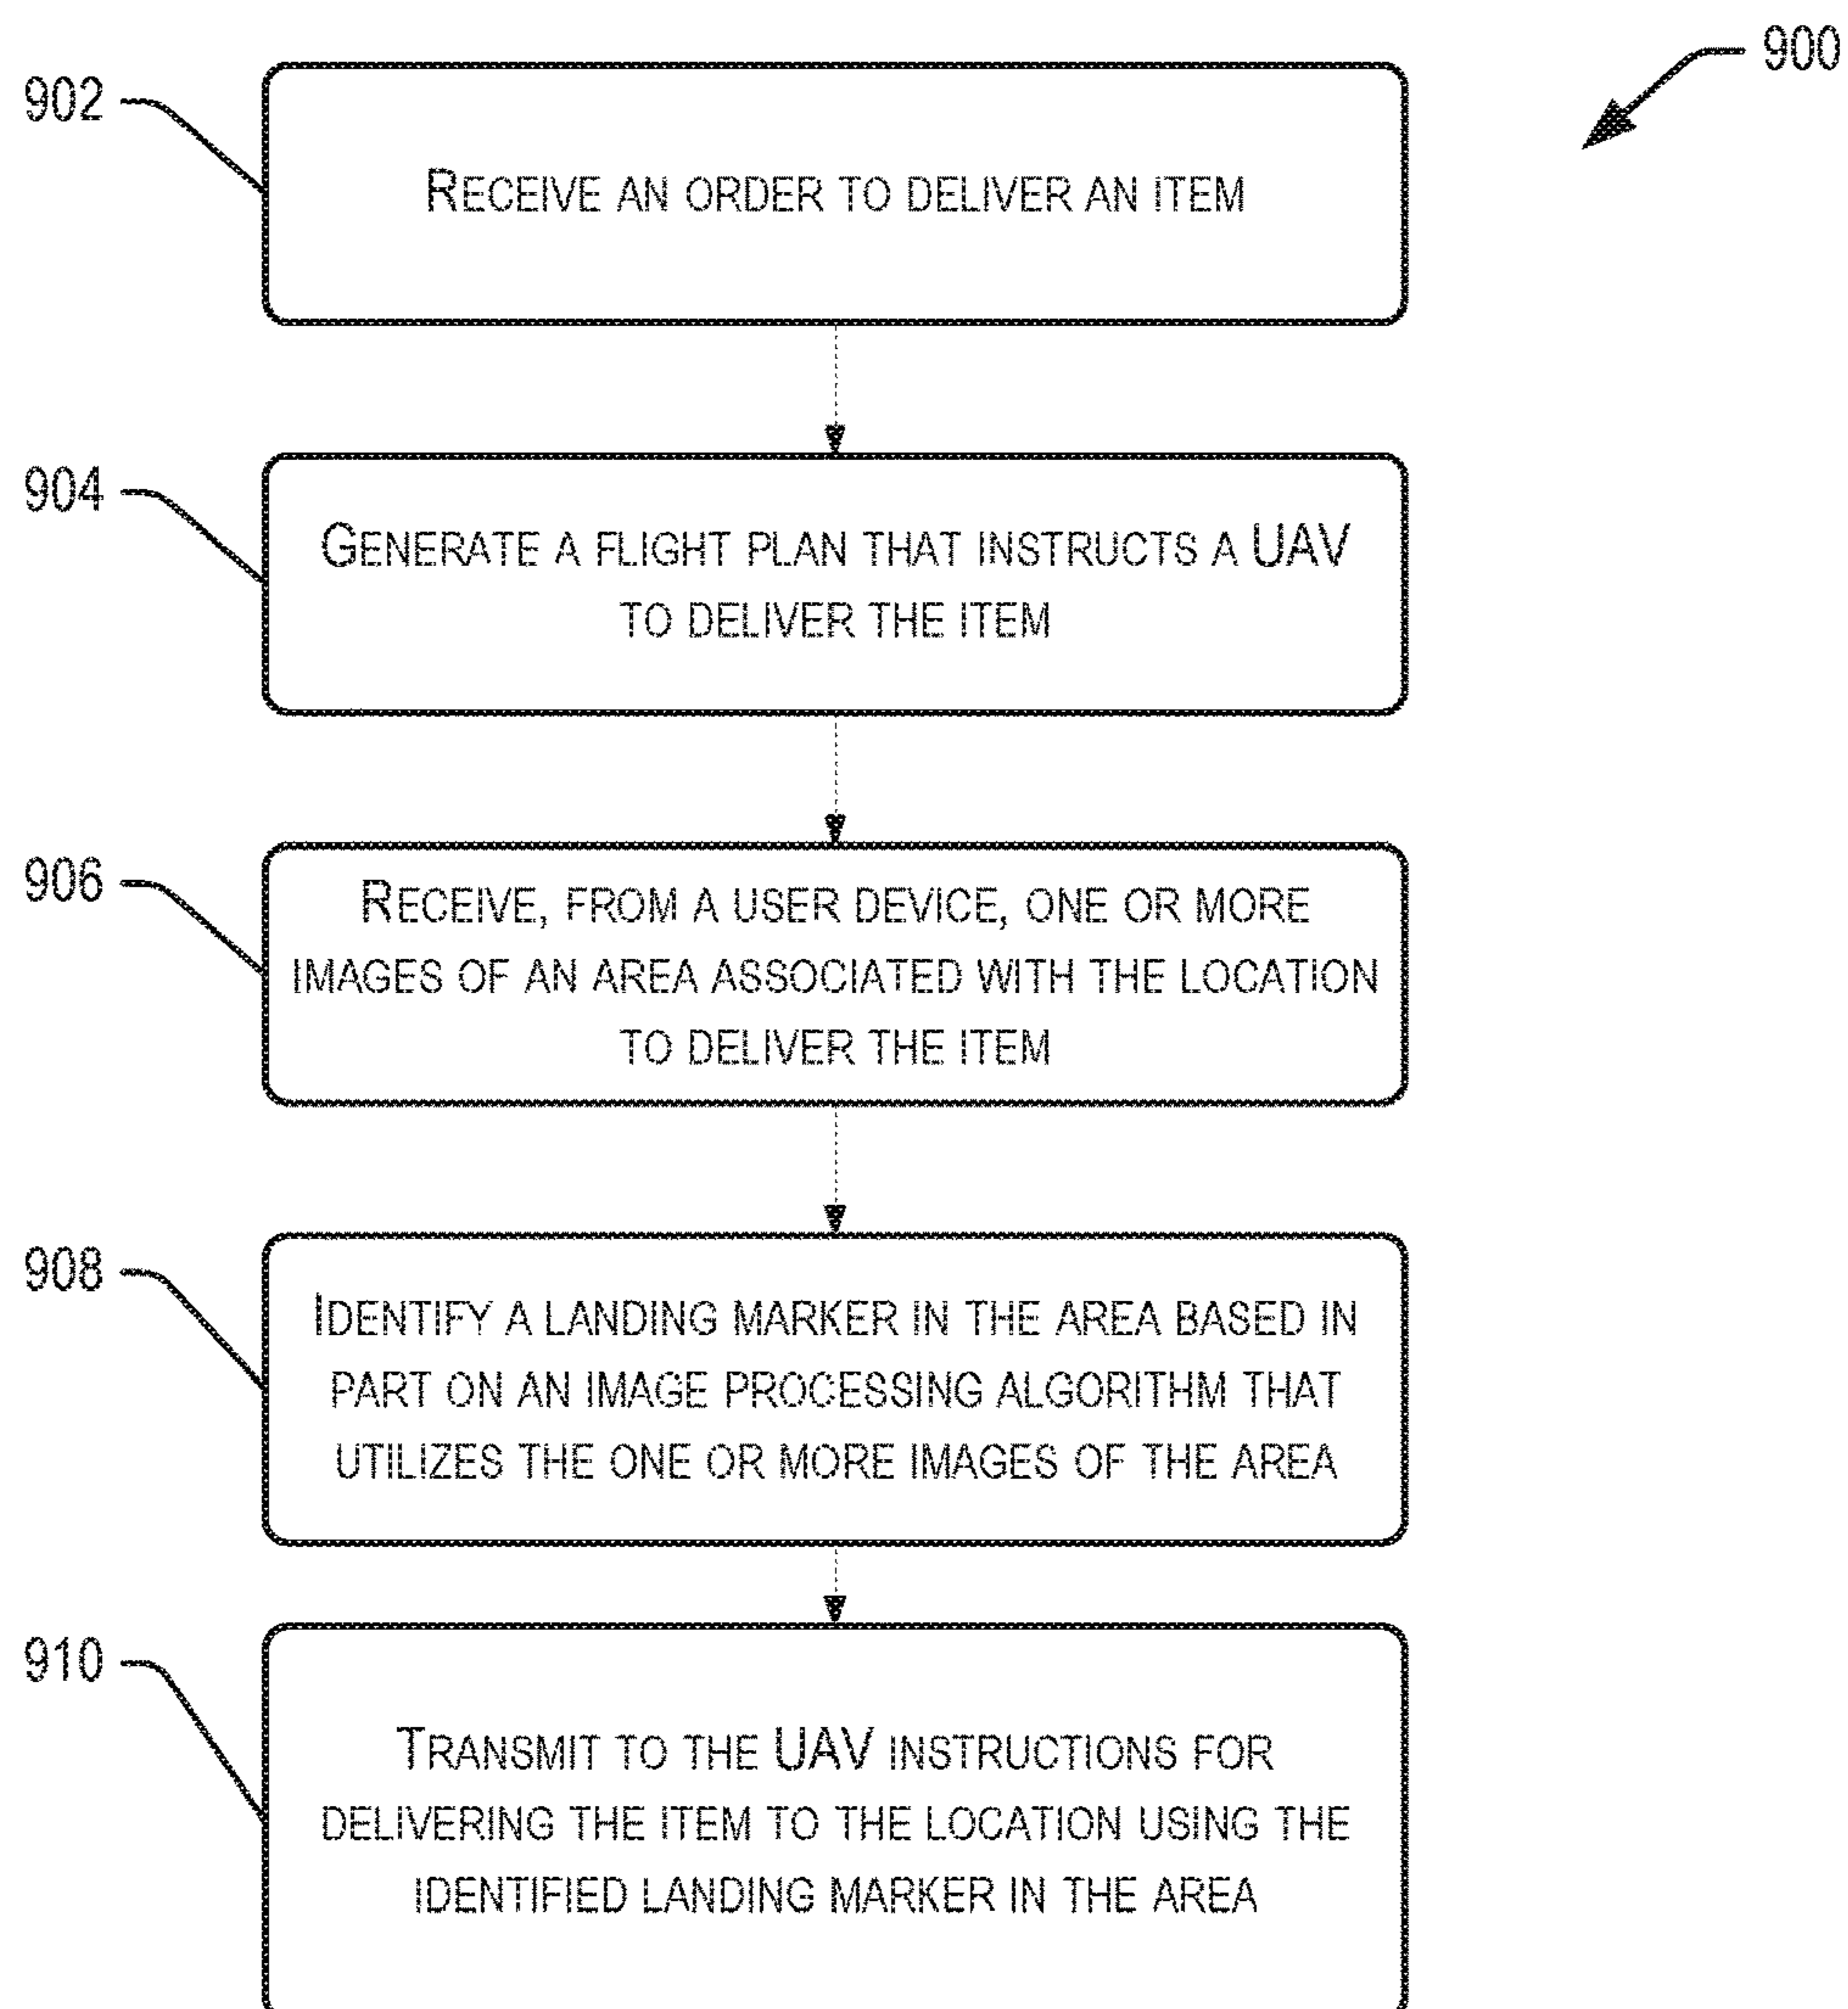 900
902
RECEIVE AN ORDER TO DELIVER AN ITEM
904
GENERATE A FLIGHT PLAN THAT INSTRUCTS A UAV
TO DELIVER THE ITEM
906
RECEIVE, FROM A USER DEVICE, ONE OR MORE
IMAGES OF AN AREA ASSOCIATED WITH THE LOCATION
TO DELIVER THE ITEM
908
IDENTIFY A LANDING MARKER IN THE AREA BASED IN
PART ON AN IMAGE PROCESSING ALGORITHM THAT
UTILIZES THE ONE OR MORE IMAGES OF THE AREA
910
TRANSMIT TO THE UAV INSTRUCTIONS FOR
DELIVERING THE ITEM TO THE LOCATION USING THE
IDENTIFIED LANDING MARKER IN THE AREA